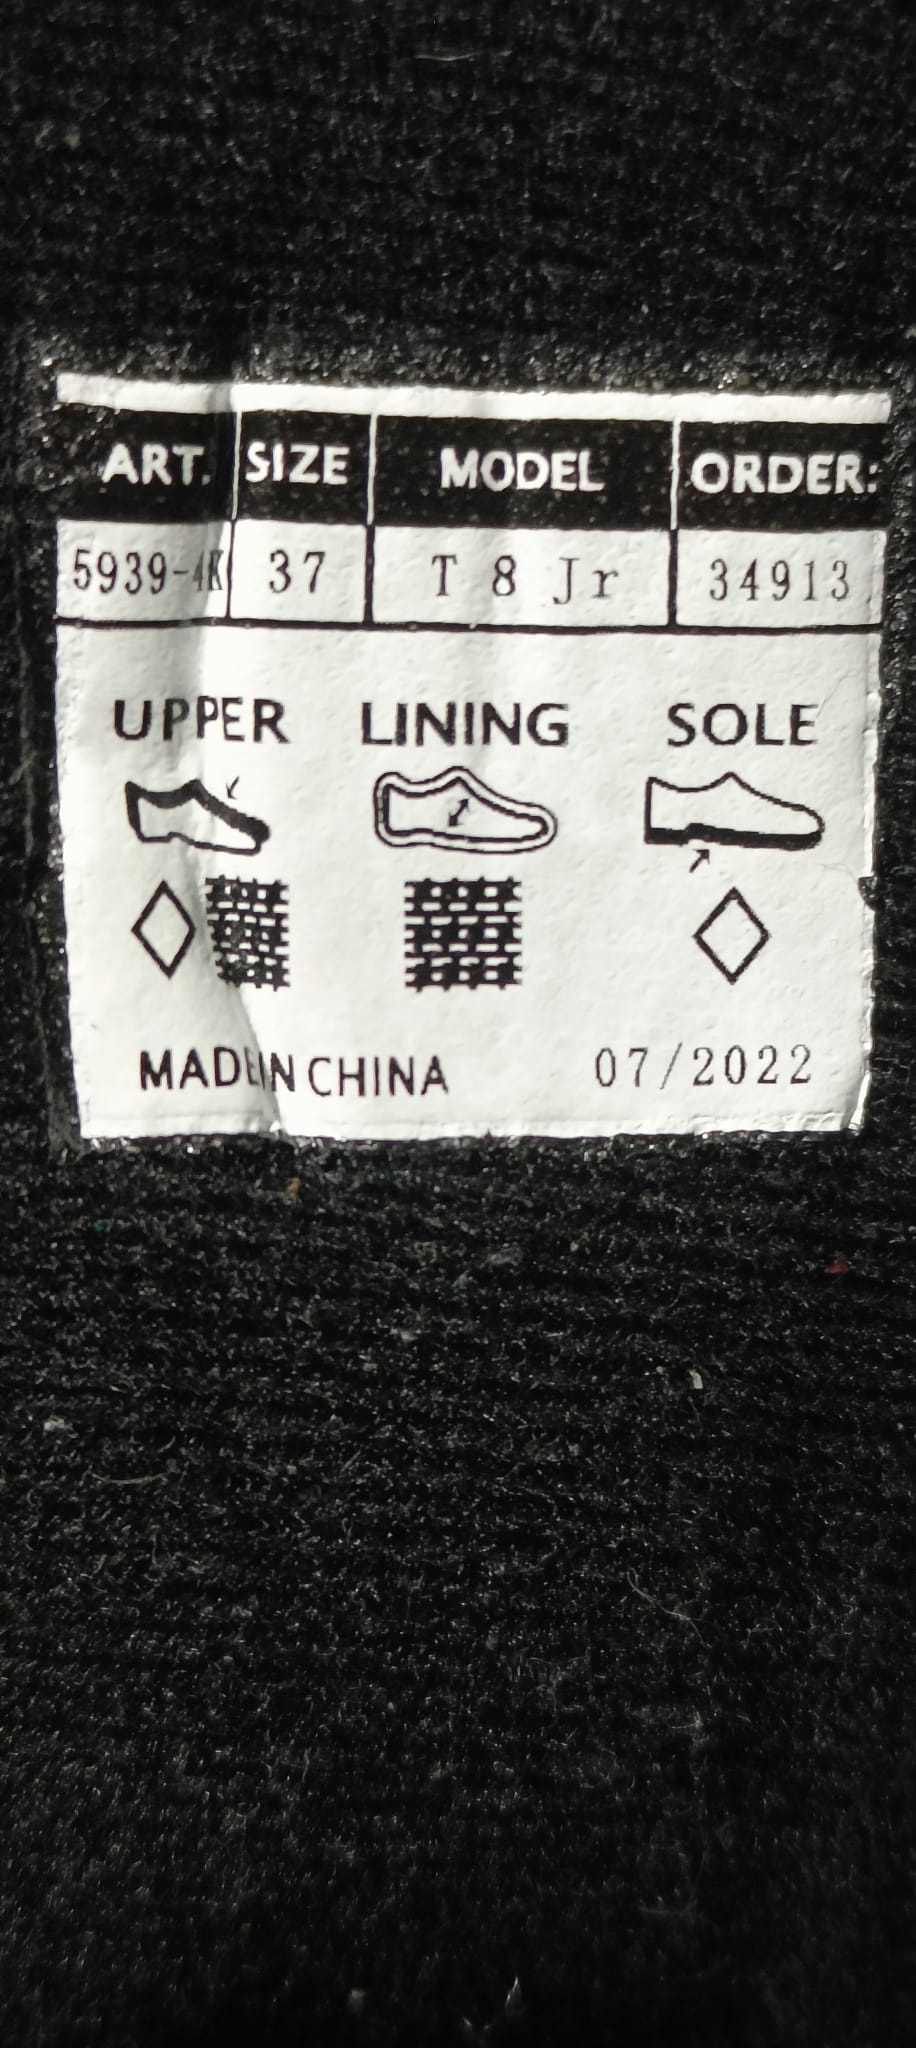 ART. SIZE MODEL ORDER:
5939-4K 37 T 8 Jr 34913
UPPER LINING SOLE
MADE IN CHINA 07/2022